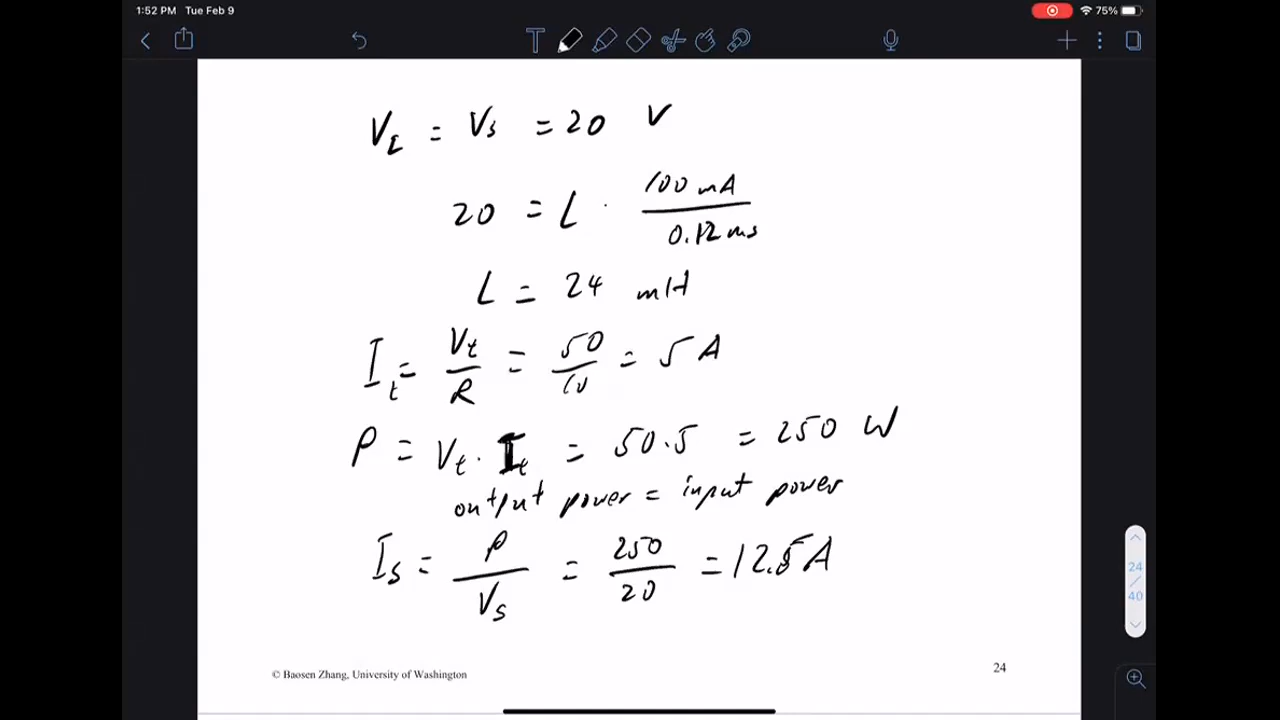 1:52 PM Tue Feb 9
75%
V_L = V_s = 20 V
20 = L · 100 mA / 0.12 ms
L = 24 mH
I_t = V_t / R = 50 / 10 = 5 A
P = V_t · I_t = 50 · 5 = 250 W
output power = input power
I_s = P / V_s = 250 / 20 = 12.5 A
24 / 40
© Baosen Zhang, University of Washington
24